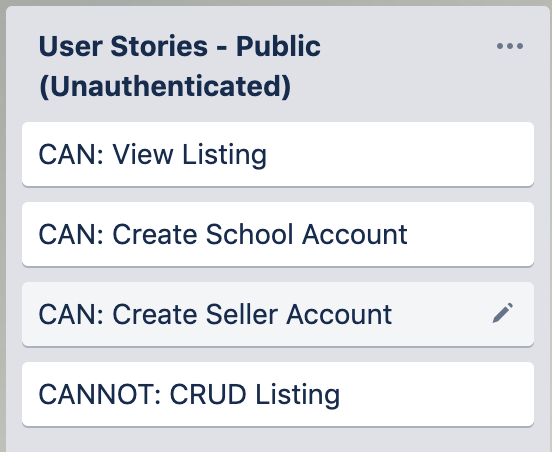 User Stories - Public
(Unauthenticated)
CAN: View Listing
CAN: Create School Account
CAN: Create Seller Account
CANNOT: CRUD Listing